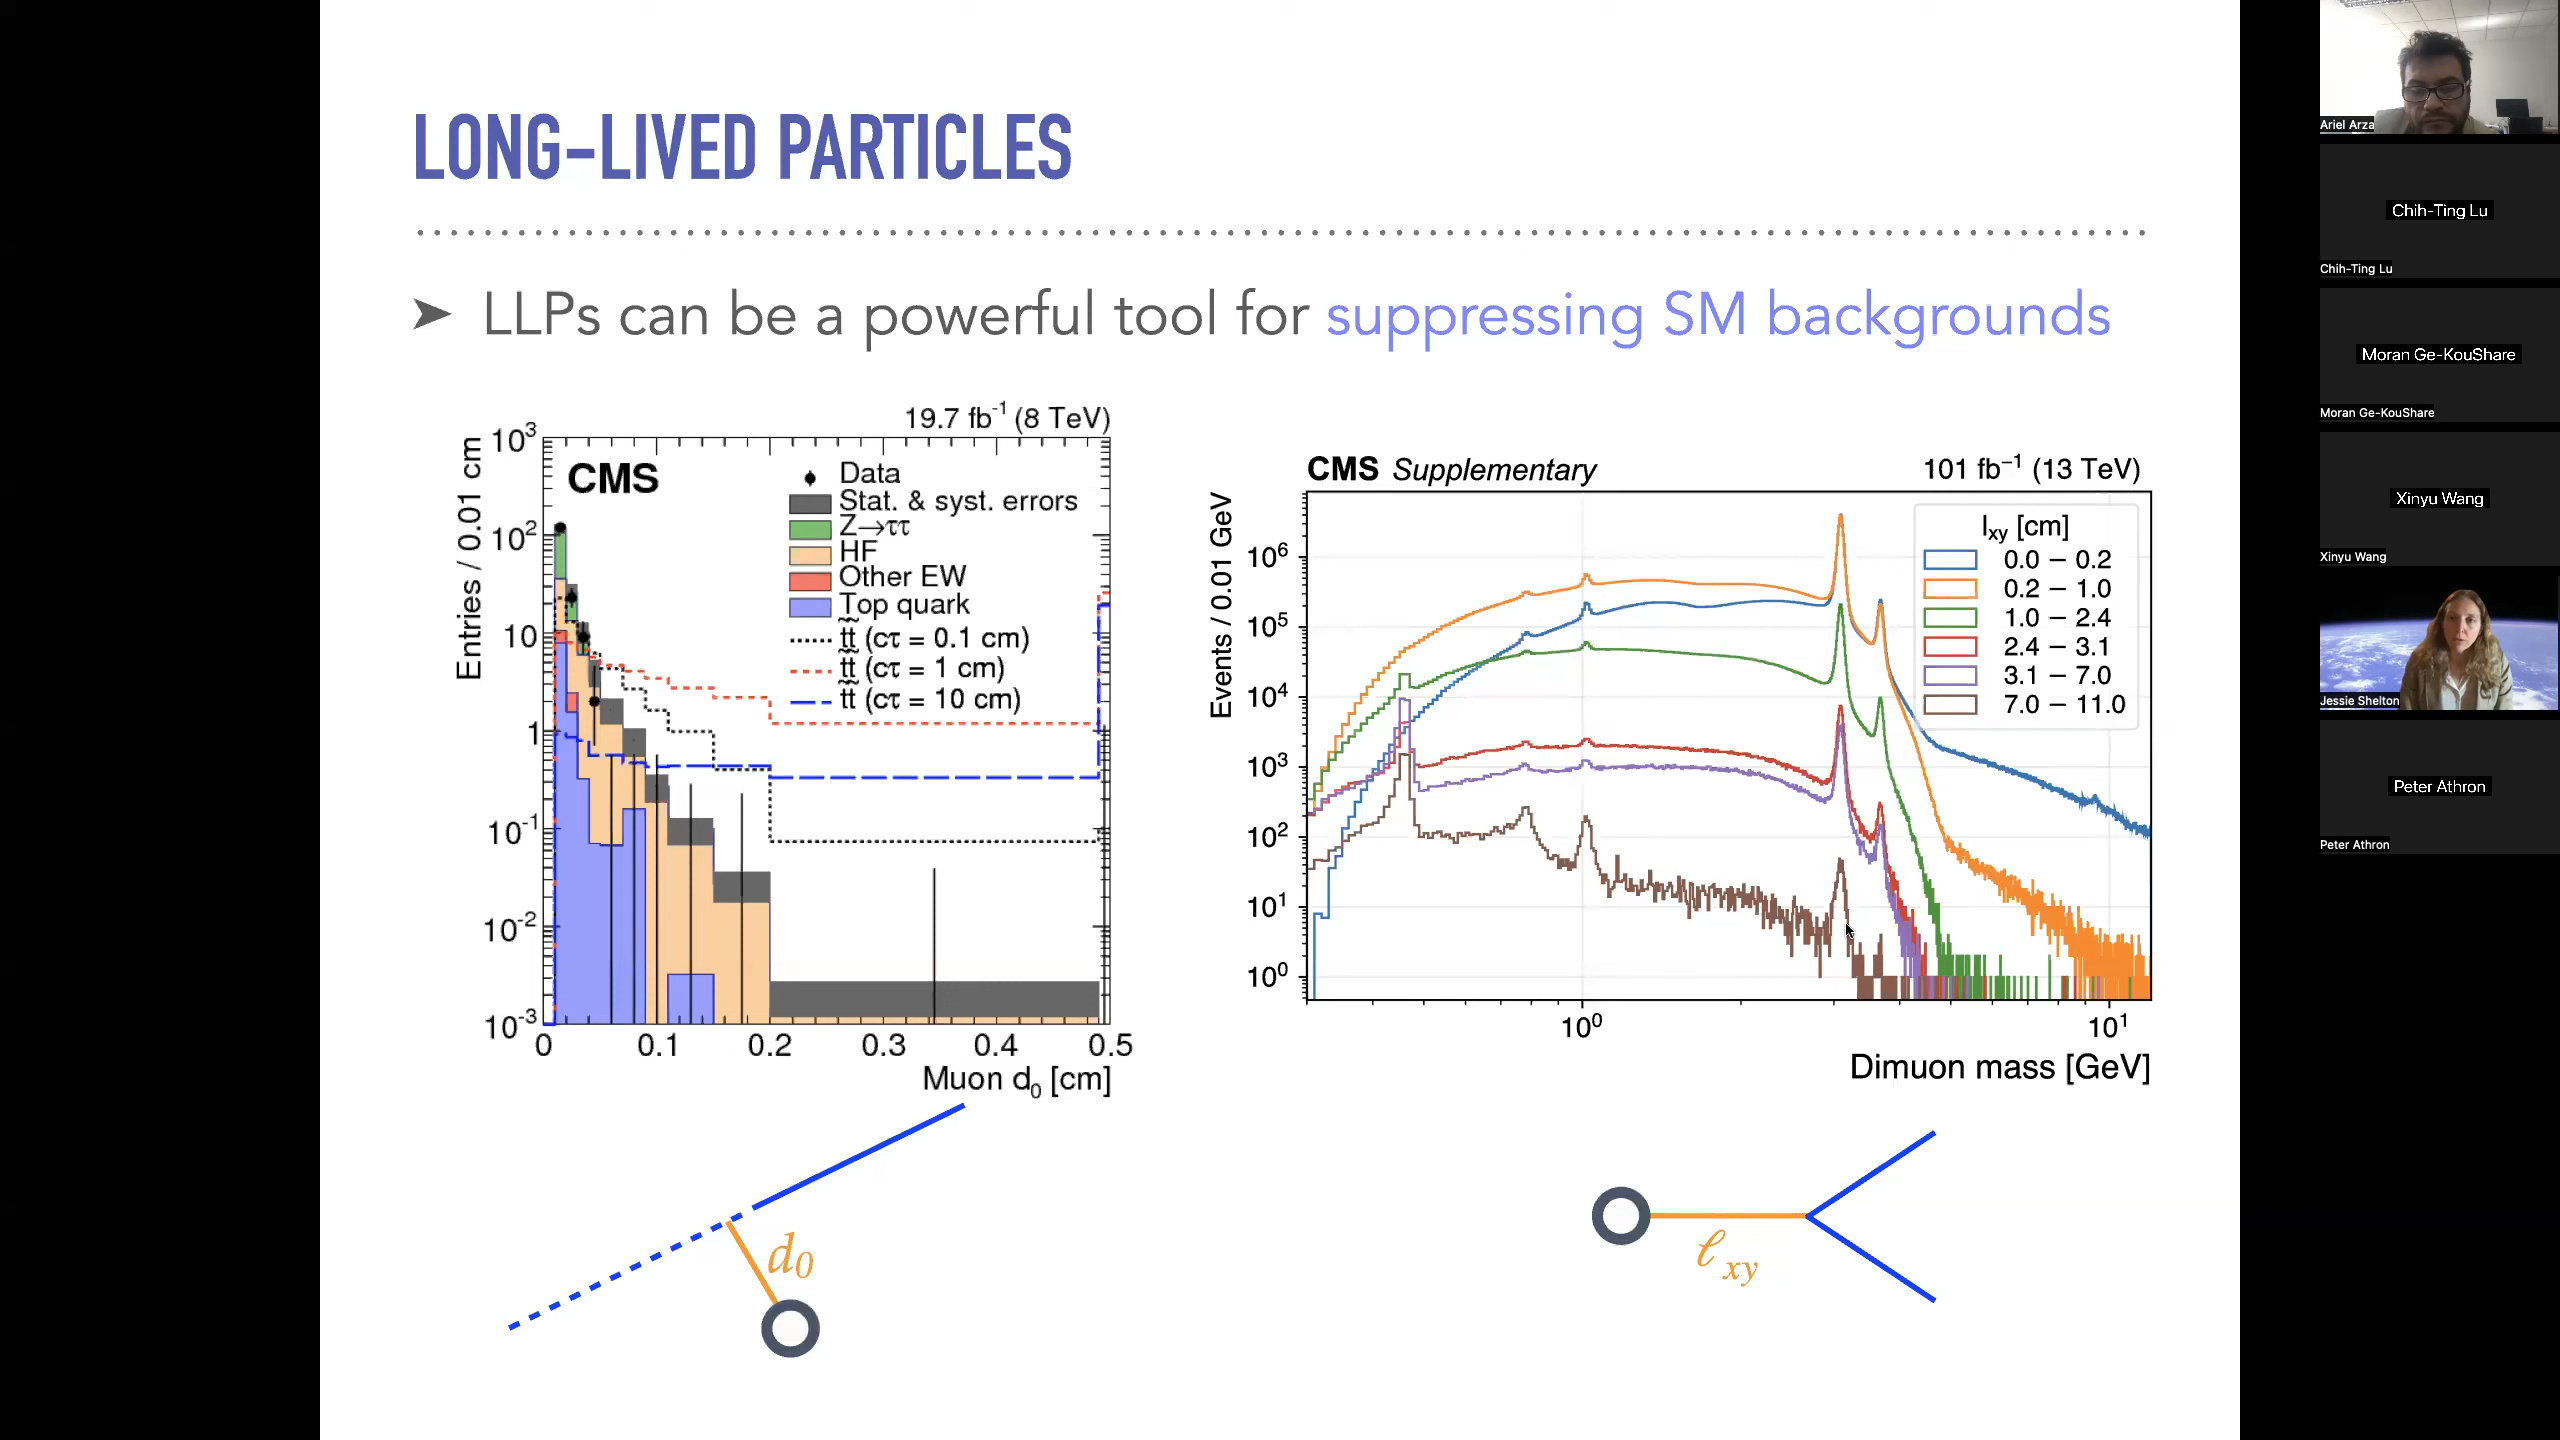 LONG-LIVED PARTICLES
➤ LLPs can be a powerful tool for suppressing SM backgrounds
19.7 fb⁻¹ (8 TeV)
CMS
Data
Stat. & syst. errors
Z→ττ
HF
Other EW
Top quark
t̃t̃ (cτ = 0.1 cm)
t̃t̃ (cτ = 1 cm)
t̃t̃ (cτ = 10 cm)
Entries / 0.01 cm
10³
10²
10
1
10⁻¹
10⁻²
10⁻³
0 0.1 0.2 0.3 0.4 0.5
Muon d₀ [cm]
d₀
CMS Supplementary 101 fb⁻¹ (13 TeV)
lxy [cm]
0.0 – 0.2
0.2 – 1.0
1.0 – 2.4
2.4 – 3.1
3.1 – 7.0
7.0 – 11.0
Events / 0.01 GeV
10⁶
10⁵
10⁴
10³
10²
10¹
10⁰
10⁰ 10¹
Dimuon mass [GeV]
ℓxy
Ariel Arza
Chih-Ting Lu
Chih-Ting Lu
Moran Ge-KouShare
Moran Ge-KouShare
Xinyu Wang
Xinyu Wang
Jessie Shelton
Peter Athron
Peter Athron